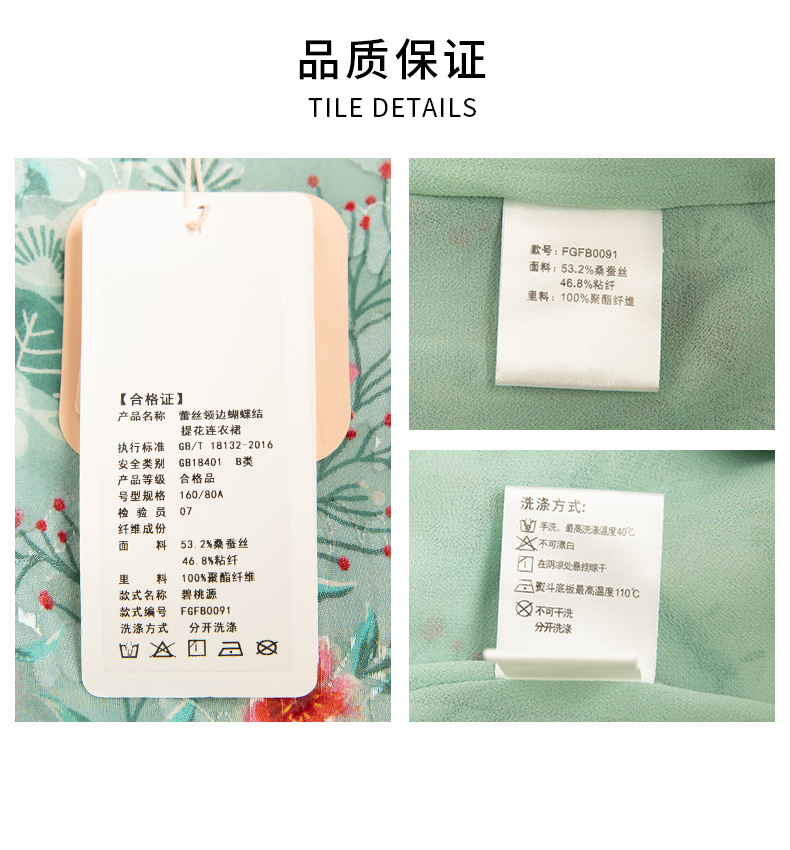 品质保证
TILE DETAILS
【合格证】
产品名称 蕾丝领边蝴蝶结
提花连衣裙
执行标准 GB/T 18132-2016
安全类别 GB18401 B类
产品等级 合格品
号型规格 160/80A
检验员 07
纤维成份
面 料 53.2%桑蚕丝
46.8%粘纤
里 料 100%聚酯纤维
款式名称 碧桃源
款式编号 FGFB0091
洗涤方式 分开洗涤
款号: FGFB0091
面料: 53.2%桑蚕丝
46.8%粘纤
里料: 100%聚酯纤维
洗涤方式:
手洗、最高洗涤温度40℃
不可漂白
在阴凉处悬挂晾干
熨斗底板最高温度110℃
不可干洗
分开洗涤